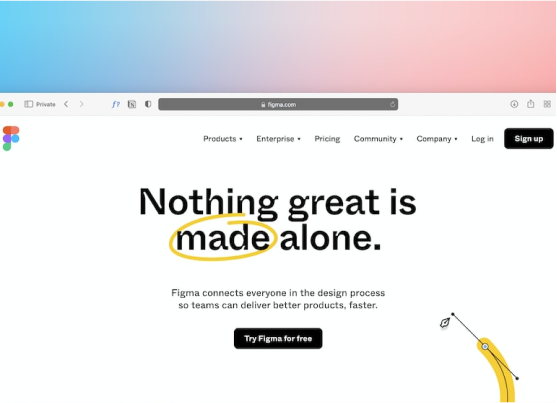 Private
f?
figma.com
Products Enterprise Pricing Community Company Log in Sign up
Nothing great is
made alone.
Figma connects everyone in the design process
so teams can deliver better products, faster.
Try Figma for free